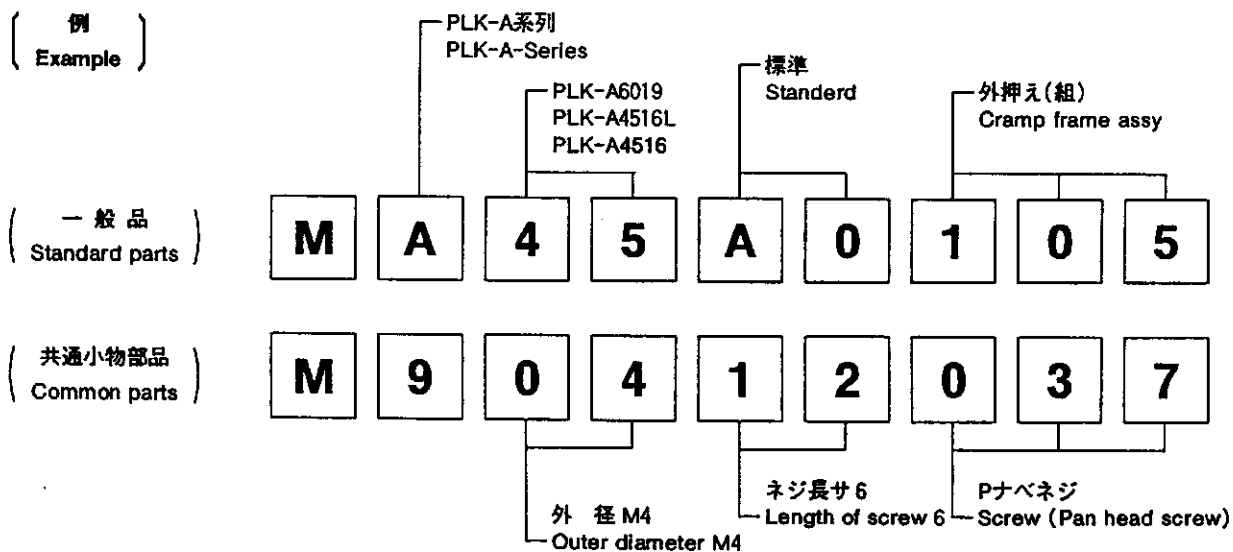 例
Example
PLK-A系列
PLK-A-Series
標準
Standerd
PLK-A6019
PLK-A4516L
PLK-A4516
外押え(組)
Cramp frame assy
一般品
Standard parts
M A 4 5 A 0 1 0 5
共通小物部品
Common parts
M 9 0 4 1 2 0 3 7
外 径 M4
Outer diameter M4
ネジ長サ 6
Length of screw 6
Pナベネジ
Screw (Pan head screw)